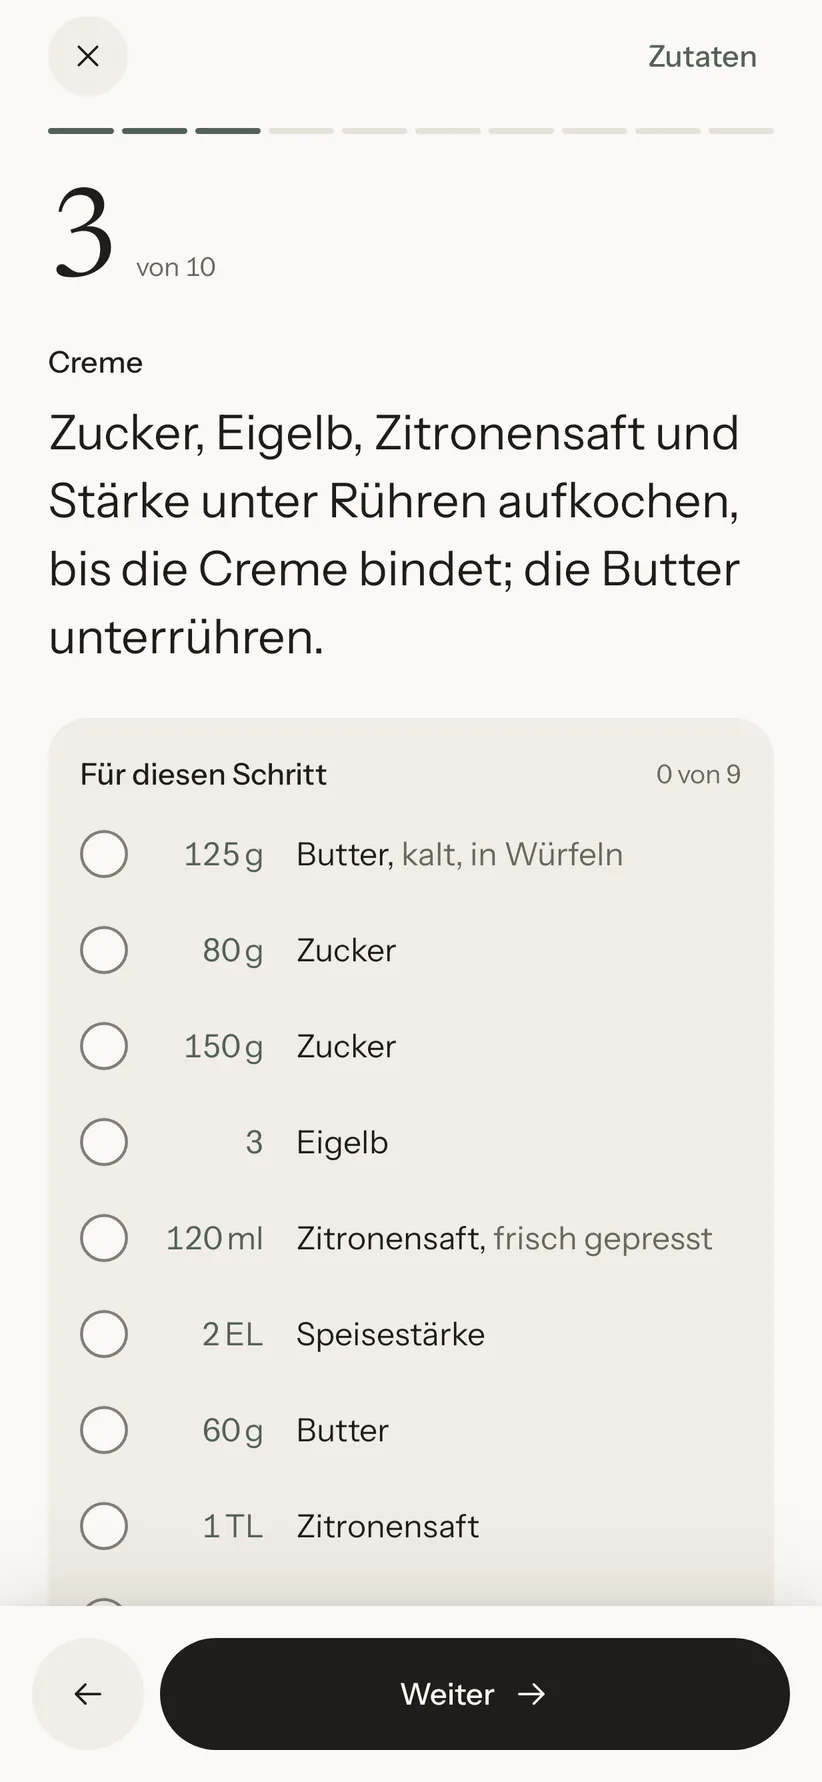 Zutaten
3 von 10
Creme
Zucker, Eigelb, Zitronensaft und
Stärke unter Rühren aufkochen,
bis die Creme bindet; die Butter
unterrühren.
Für diesen Schritt 0 von 9
125 g Butter, kalt, in Würfeln
80 g Zucker
150 g Zucker
3 Eigelb
120 ml Zitronensaft, frisch gepresst
2 EL Speisestärke
60 g Butter
1 TL Zitronensaft
Weiter →